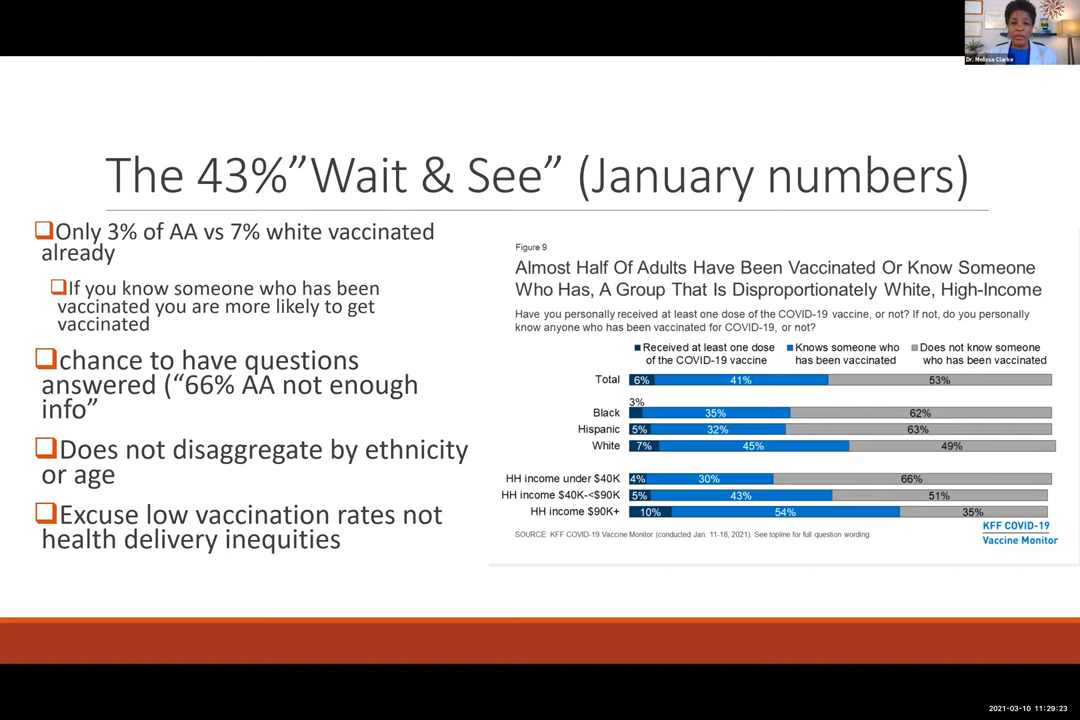 Dr. Melissa Clarke
The 43%”Wait & See” (January numbers)
Only 3% of AA vs 7% white vaccinated
already
If you know someone who has been
vaccinated you are more likely to get
vaccinated
chance to have questions
answered (“66% AA not enough
info”
Does not disaggregate by ethnicity
or age
Excuse low vaccination rates not
health delivery inequities
Figure 9
Almost Half Of Adults Have Been Vaccinated Or Know Someone
Who Has, A Group That Is Disproportionately White, High-Income
Have you personally received at least one dose of the COVID-19 vaccine, or not? If not, do you personally
know anyone who has been vaccinated for COVID-19, or not?
Received at least one dose of the COVID-19 vaccine
Knows someone who has been vaccinated
Does not know someone who has been vaccinated
Total 6% 41% 53%
Black 3% 35% 62%
Hispanic 5% 32% 63%
White 7% 45% 49%
HH income under $40K 4% 30% 66%
HH income $40K-<$90K 5% 43% 51%
HH income $90K+ 10% 54% 35%
SOURCE: KFF COVID-19 Vaccine Monitor (conducted Jan. 11-18, 2021). See topline for full question wording.
KFF COVID-19
Vaccine Monitor
2021-03-10 11:29:23